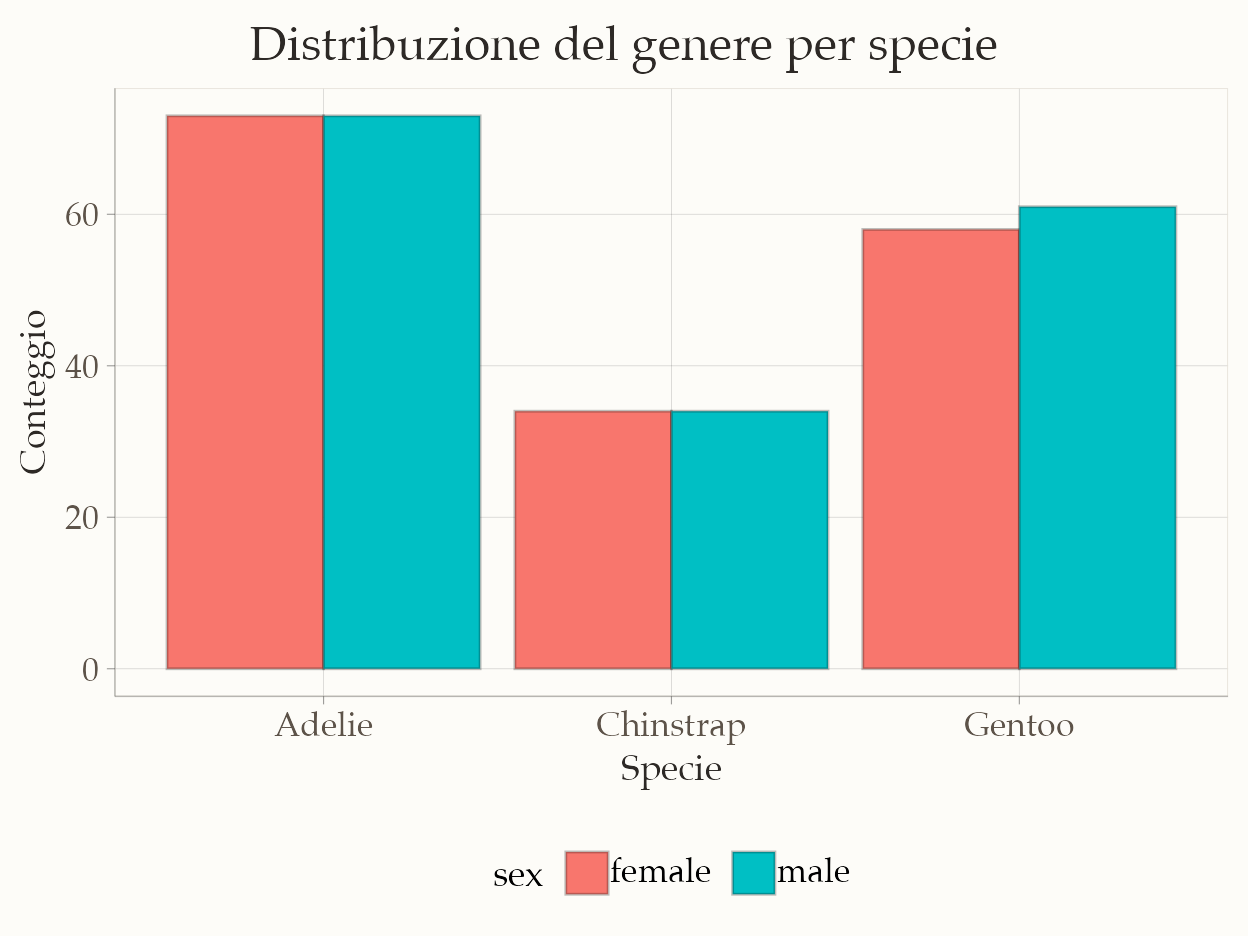 Distribuzione del genere per specie
Conteggio
60
40
20
0
Adelie Chinstrap Gentoo
Specie
sex female male